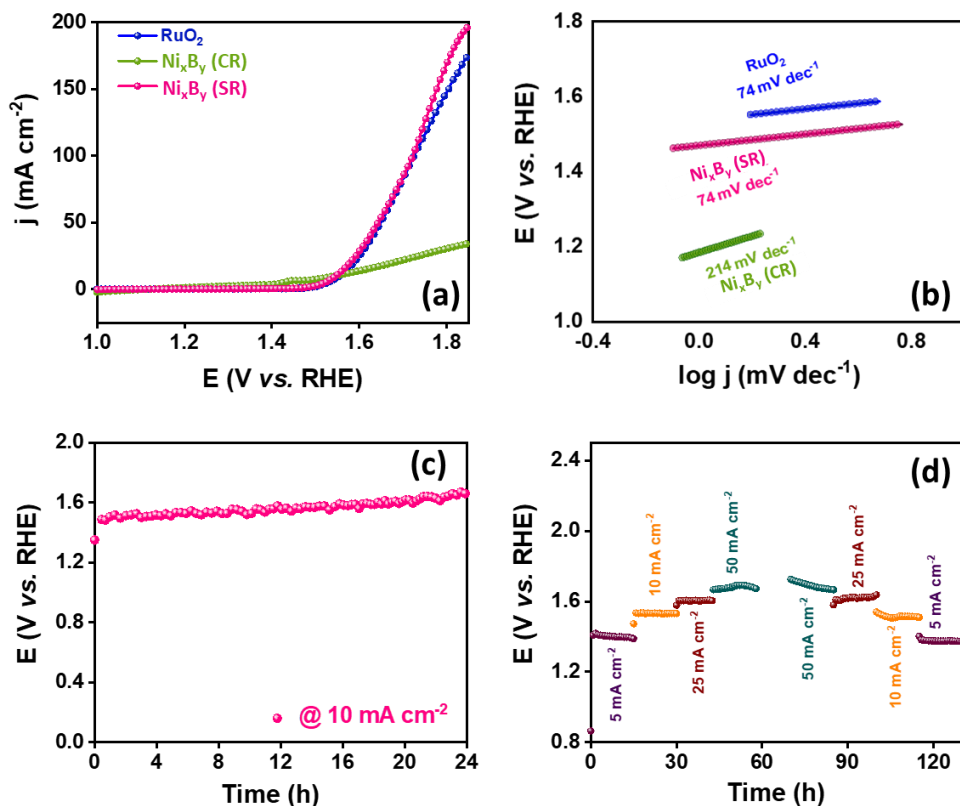 200
150
100
50
0
j (mA cm⁻²)
RuO₂
NiₓBᵧ (CR)
NiₓBᵧ (SR)
(a)
1.0 1.2 1.4 1.6 1.8
E (V vs. RHE)
1.8
1.6
1.4
1.2
1.0
E (V vs. RHE)
RuO₂
74 mV dec⁻¹
NiₓBᵧ (SR)
74 mV dec⁻¹
214 mV dec⁻¹
NiₓBᵧ (CR)
(b)
-0.4 0.0 0.4 0.8
log j (mV dec⁻¹)
2.0
1.6
1.2
0.8
0.4
0.0
E (V vs. RHE)
(c)
@ 10 mA cm⁻²
0 4 8 12 16 20 24
Time (h)
2.4
2.0
1.6
1.2
0.8
E (V vs. RHE)
(d)
5 mA cm⁻²
10 mA cm⁻²
25 mA cm⁻²
50 mA cm⁻²
50 mA cm⁻²
25 mA cm⁻²
10 mA cm⁻²
5 mA cm⁻²
0 30 60 90 120
Time (h)